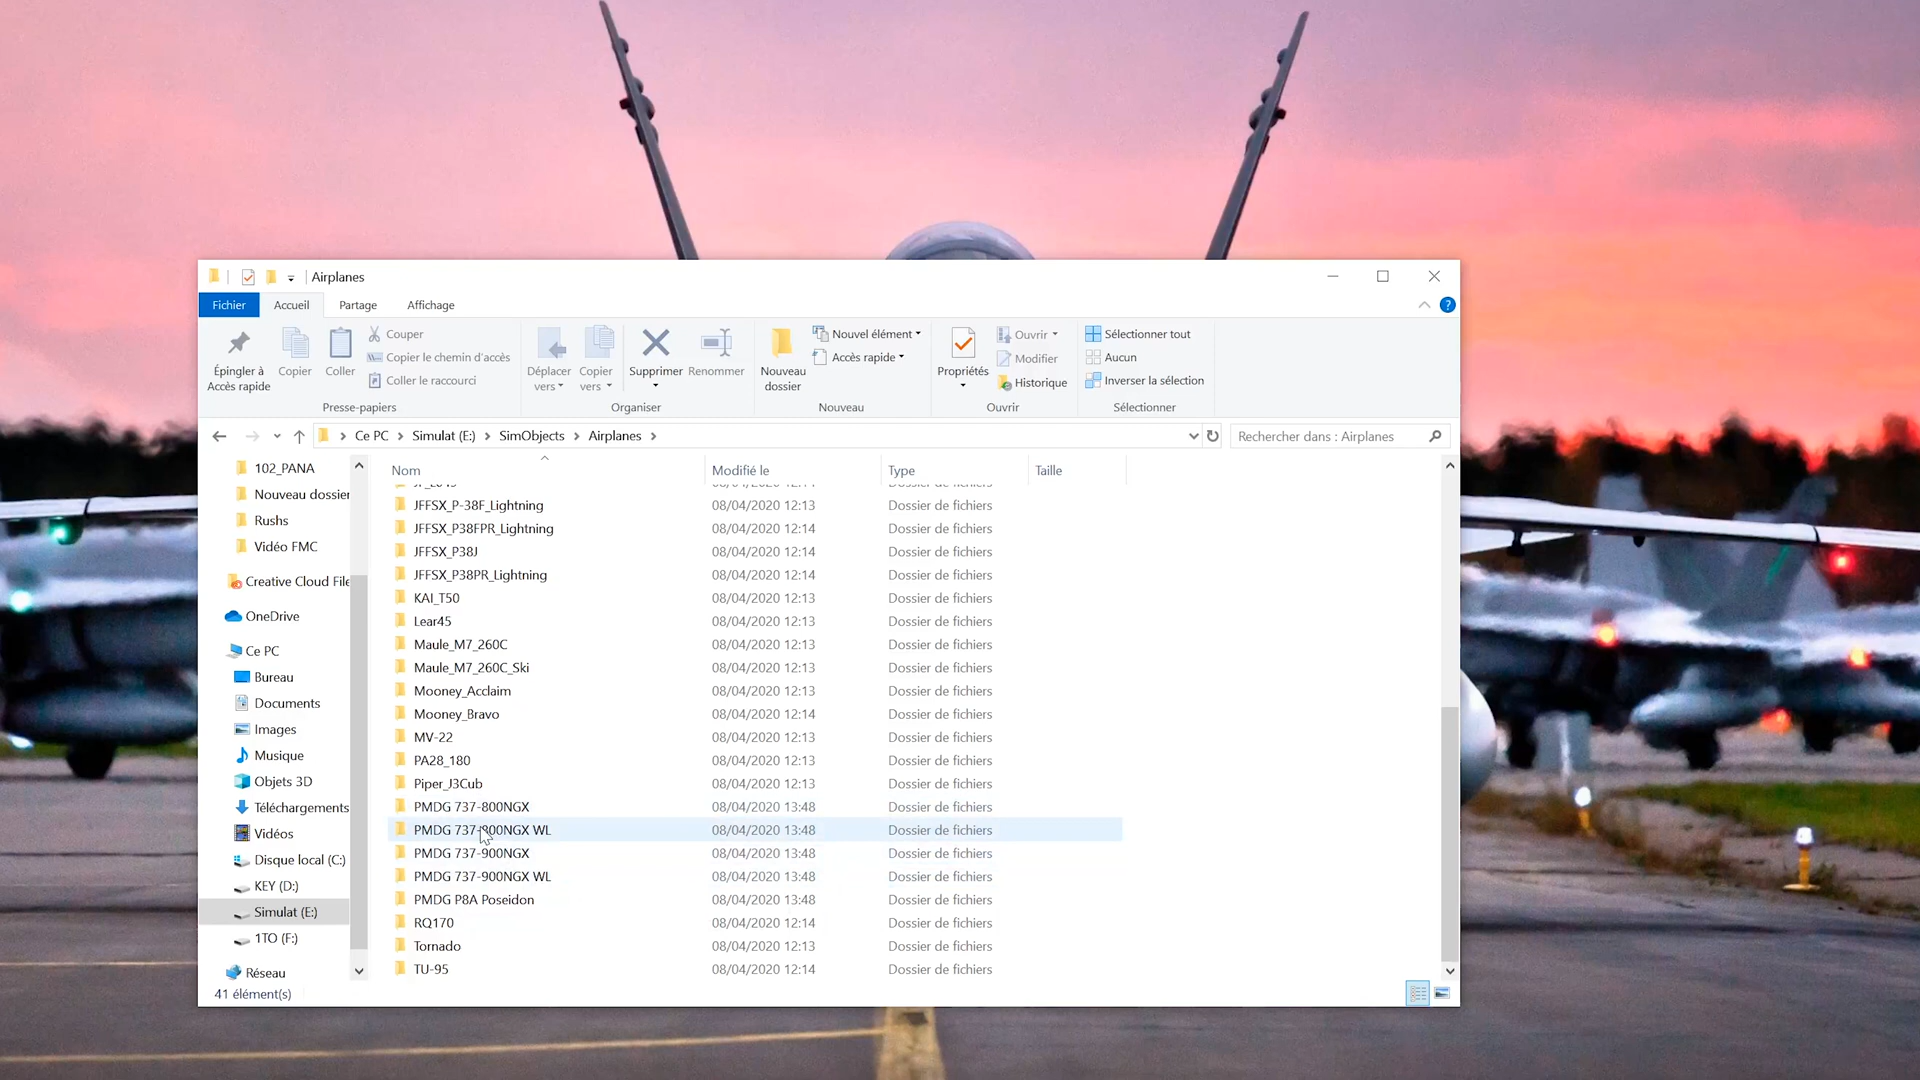 Airplanes
Fichier Accueil Partage Affichage
Épingler à Accès rapide
Copier
Coller
Couper
Copier le chemin d'accès
Coller le raccourci
Déplacer vers
Copier vers
Supprimer
Renommer
Nouveau dossier
Nouvel élément
Accès rapide
Propriétés
Ouvrir
Modifier
Historique
Sélectionner tout
Aucun
Inverser la sélection
Presse-papiers Organiser Nouveau Ouvrir Sélectionner
Ce PC Simulat (E:) SimObjects Airplanes
Rechercher dans : Airplanes
102_PANA
Nouveau dossier
Rushs
Vidéo FMC
Creative Cloud File
OneDrive
Ce PC
Bureau
Documents
Images
Musique
Objets 3D
Téléchargements
Vidéos
Disque local (C:)
KEY (D:)
Simulat (E:)
1TO (F:)
Réseau
Nom Modifié le Type Taille
JFFSX_P-38F_Lightning 08/04/2020 12:13 Dossier de fichiers
JFFSX_P38FPR_Lightning 08/04/2020 12:14 Dossier de fichiers
JFFSX_P38J 08/04/2020 12:14 Dossier de fichiers
JFFSX_P38PR_Lightning 08/04/2020 12:14 Dossier de fichiers
KAI_T50 08/04/2020 12:13 Dossier de fichiers
Lear45 08/04/2020 12:13 Dossier de fichiers
Maule_M7_260C 08/04/2020 12:13 Dossier de fichiers
Maule_M7_260C_Ski 08/04/2020 12:13 Dossier de fichiers
Mooney_Acclaim 08/04/2020 12:13 Dossier de fichiers
Mooney_Bravo 08/04/2020 12:14 Dossier de fichiers
MV-22 08/04/2020 12:13 Dossier de fichiers
PA28_180 08/04/2020 12:13 Dossier de fichiers
Piper_J3Cub 08/04/2020 12:13 Dossier de fichiers
PMDG 737-800NGX 08/04/2020 13:48 Dossier de fichiers
PMDG 737-800NGX WL 08/04/2020 13:48 Dossier de fichiers
PMDG 737-900NGX 08/04/2020 13:48 Dossier de fichiers
PMDG 737-900NGX WL 08/04/2020 13:48 Dossier de fichiers
PMDG P8A Poseidon 08/04/2020 13:48 Dossier de fichiers
RQ170 08/04/2020 12:14 Dossier de fichiers
Tornado 08/04/2020 12:13 Dossier de fichiers
TU-95 08/04/2020 12:14 Dossier de fichiers
41 élément(s)